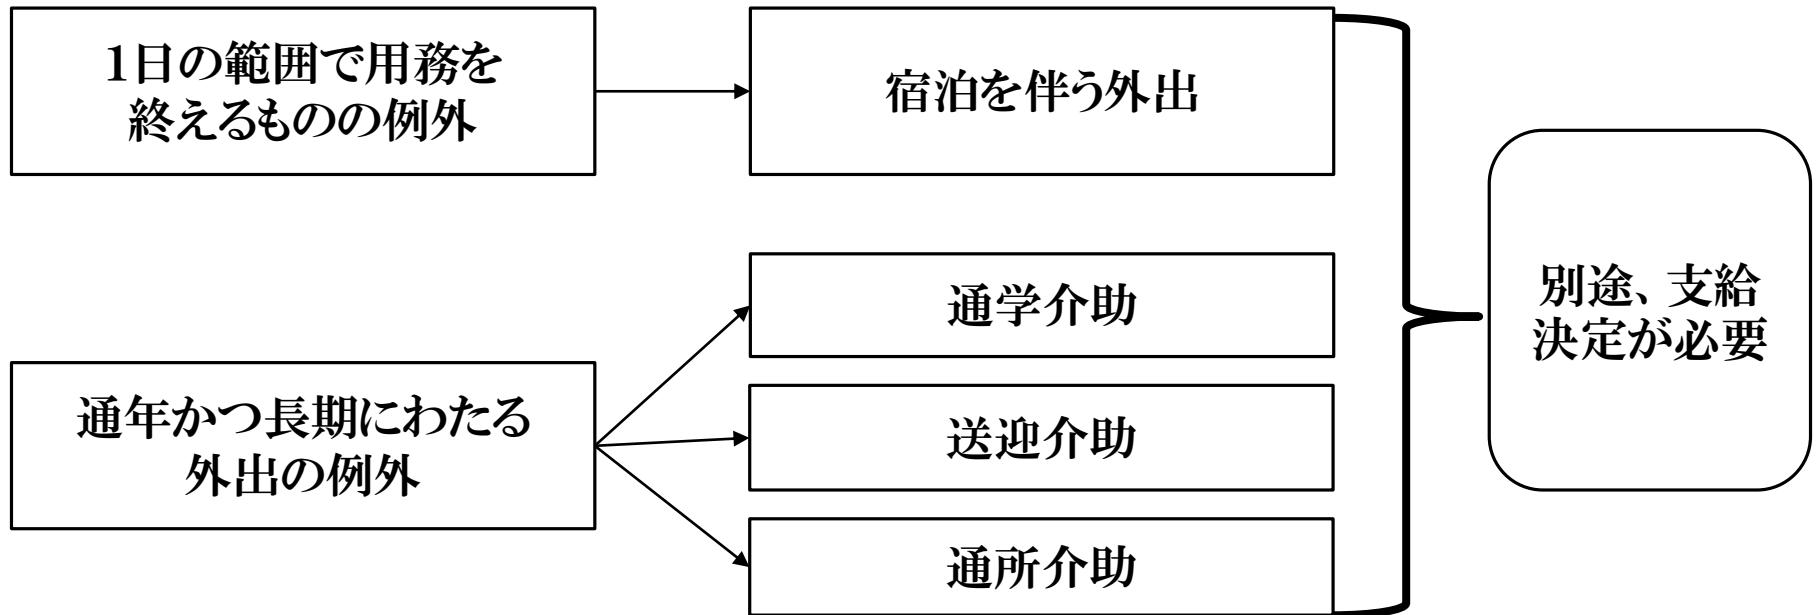 1日の範囲で用務を
終えるものの例外
宿泊を伴う外出
通年かつ長期にわたる
外出の例外
通学介助
送迎介助
通所介助
別途、支給
決定が必要